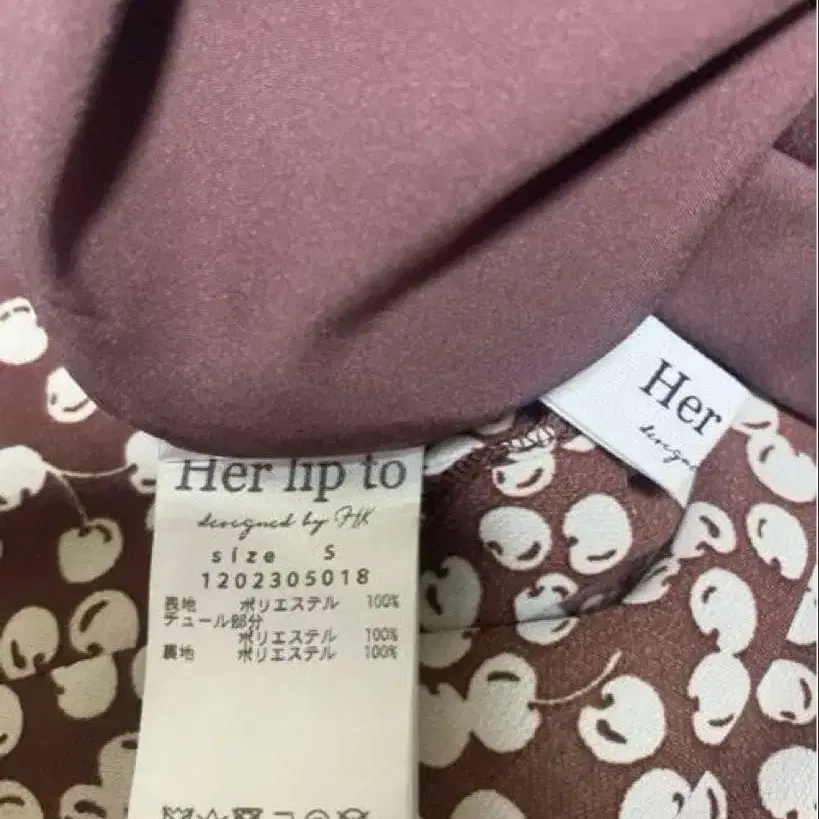 Her
design
Her lip to
designed by HK
size S
1202305018
表地 ポリエステル 100%
チュール部分
ポリエステル 100%
裏地 ポリエステル 100%